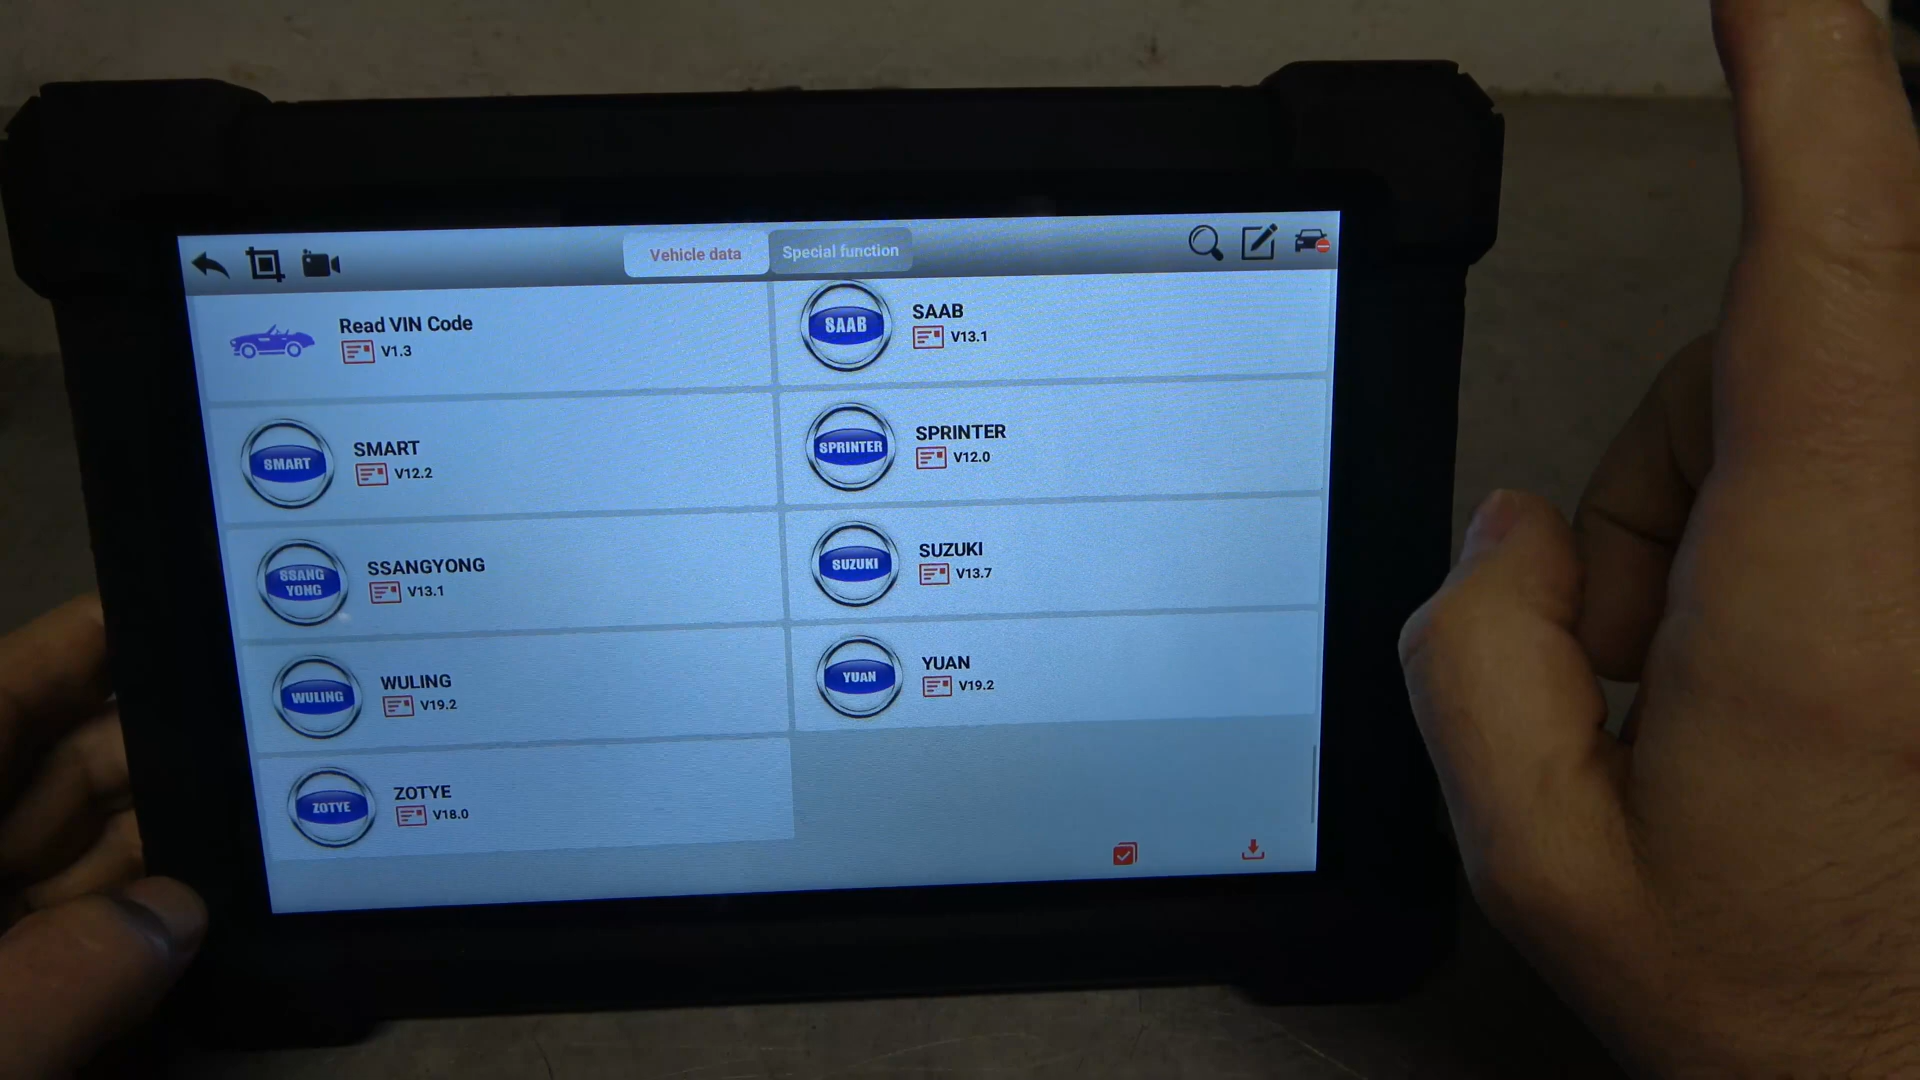 Vehicle data
Special function
Read VIN Code
V1.3
SAAB
SAAB
V13.1
SMART
SMART
V12.2
SPRINTER
SPRINTER
V12.0
SSANG
YONG
SSANGYONG
V13.1
SUZUKI
SUZUKI
V13.7
WULING
WULING
V19.2
YUAN
YUAN
V19.2
ZOTYE
ZOTYE
V18.0